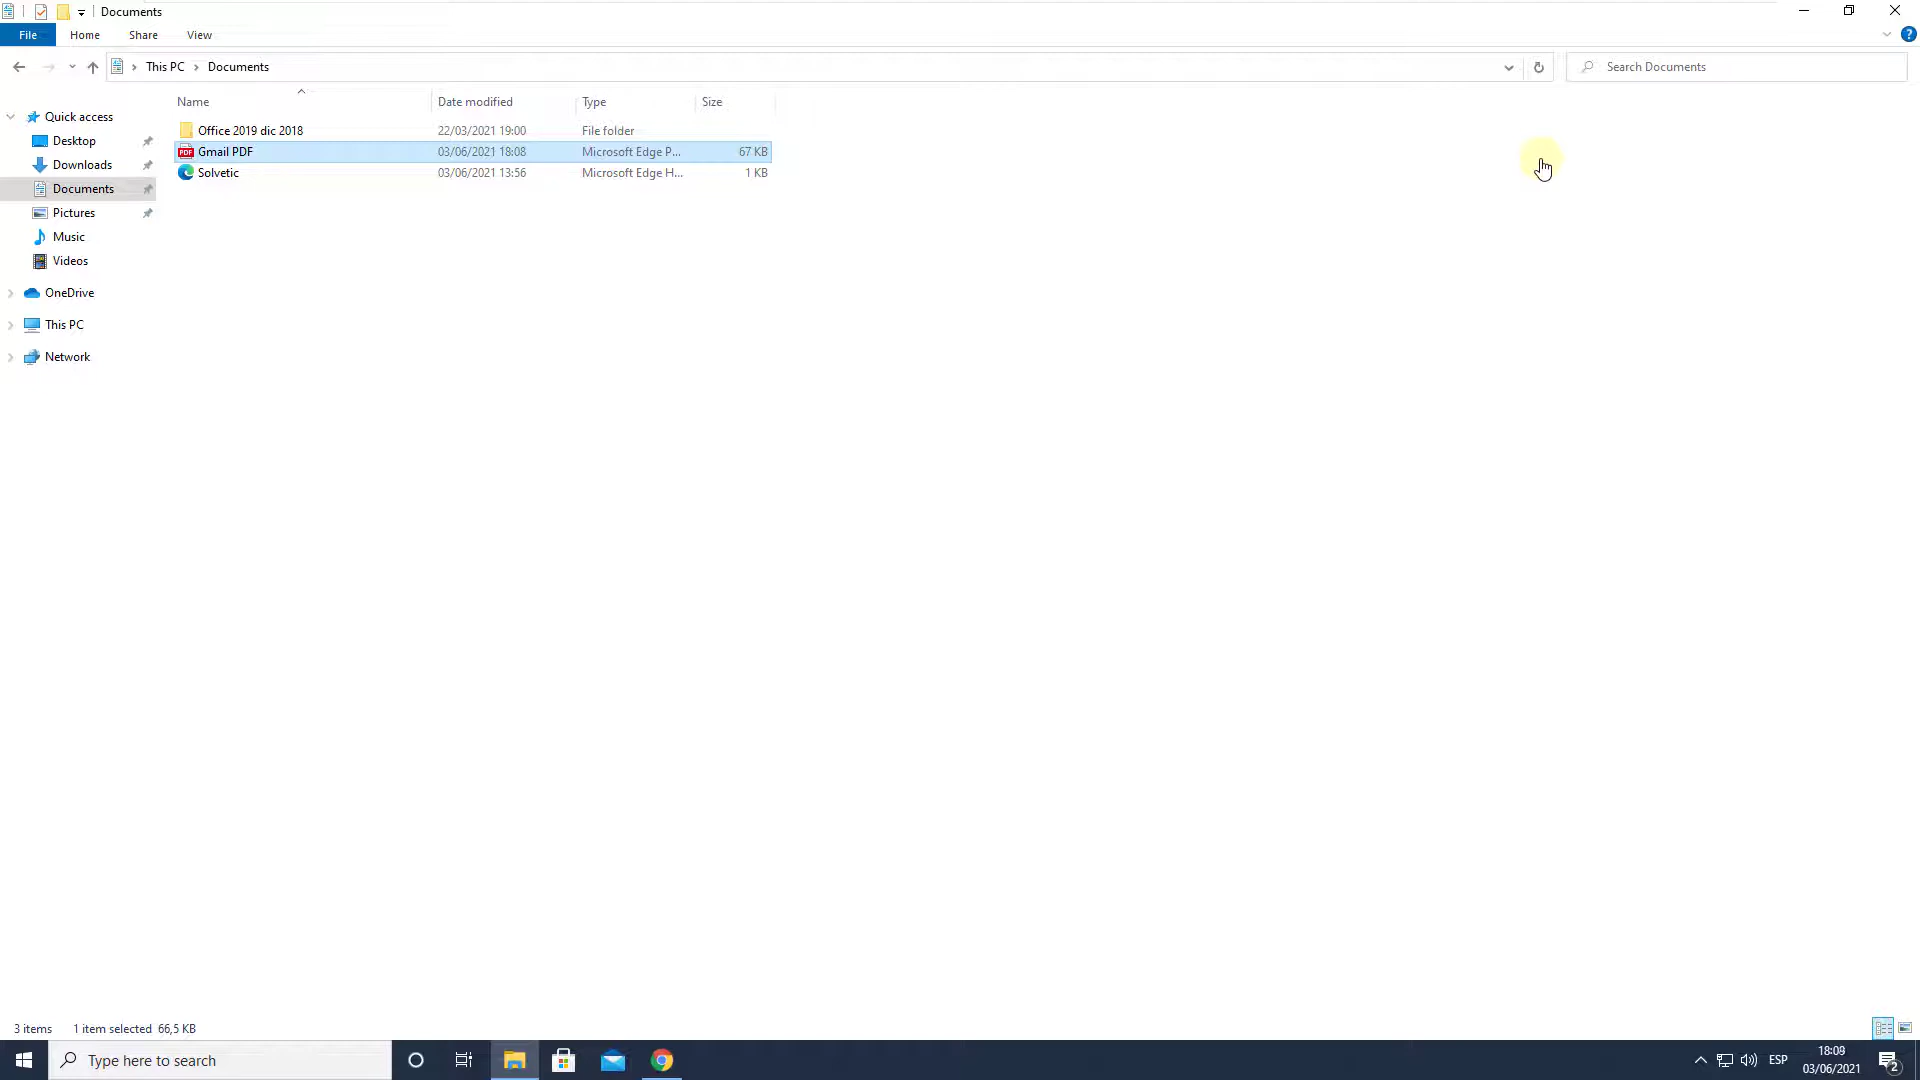 Documents
File Home Share View
This PC Documents Search Documents
Name Date modified Type Size
Quick access
Desktop
Downloads
Documents
Pictures
Music
Videos
OneDrive
This PC
Network
Office 2019 dic 2018 22/03/2021 19:00 File folder
PDF Gmail PDF 03/06/2021 18:08 Microsoft Edge P... 67 KB
Solvetic 03/06/2021 13:56 Microsoft Edge H... 1 KB
3 items 1 item selected 66,5 KB
Type here to search
ESP
18:09
03/06/2021
2